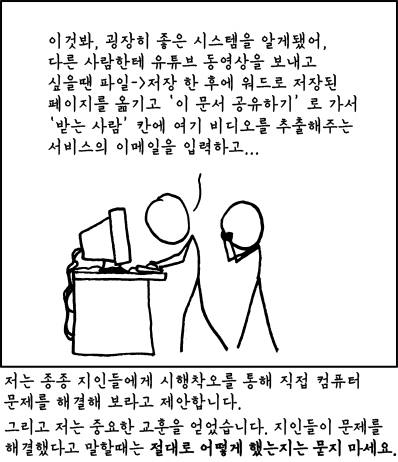 이것봐, 굉장히 좋은 시스템을 알게됐어,
다른 사람한테 유튜브 동영상을 보내고
싶을땐 파일->저장 한 후에 워드로 저장된
페이지를 옮기고 '이 문서 공유하기' 로 가서
'받는 사람' 칸에 여기 비디오를 추출해주는
서비스의 이메일을 입력하고...
저는 종종 지인들에게 시행착오를 통해 직접 컴퓨터
문제를 해결해 보라고 제안합니다.
그리고 저는 중요한 교훈을 얻었습니다. 지인들이 문제를
해결했다고 말할때는 절대로 어떻게 했는지는 묻지 마세요.